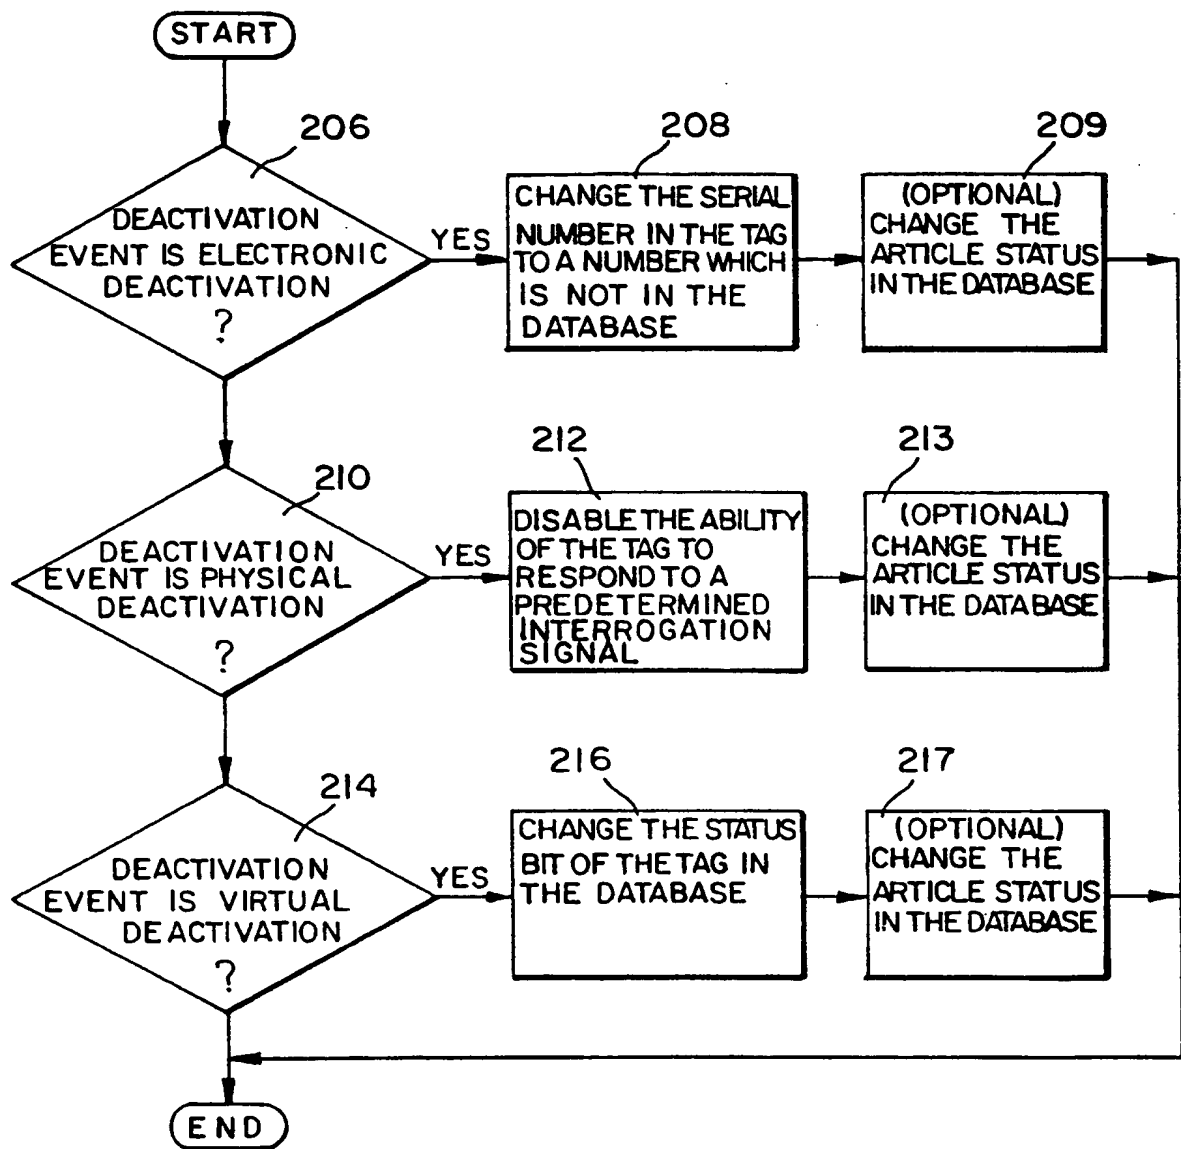 START
206
DEACTIVATION
EVENT IS ELECTRONIC
DEACTIVATION
?
YES
208
CHANGE THE SERIAL
NUMBER IN THE TAG
TO A NUMBER WHICH
IS NOT IN THE
DATABASE
209
(OPTIONAL)
CHANGE THE
ARTICLE STATUS
IN THE DATABASE
210
DEACTIVATION
EVENT IS PHYSICAL
DEACTIVATION
?
YES
212
DISABLE THE ABILITY
OF THE TAG TO
RESPOND TO A
PREDETERMINED
INTERROGATION
SIGNAL
213
(OPTIONAL)
CHANGE THE
ARTICLE STATUS
IN THE DATABASE
214
DEACTIVATION
EVENT IS VIRTUAL
DEACTIVATION
?
YES
216
CHANGE THE STATUS
BIT OF THE TAG IN
THE DATABASE
217
(OPTIONAL)
CHANGE THE
ARTICLE STATUS
IN THE DATABASE
END